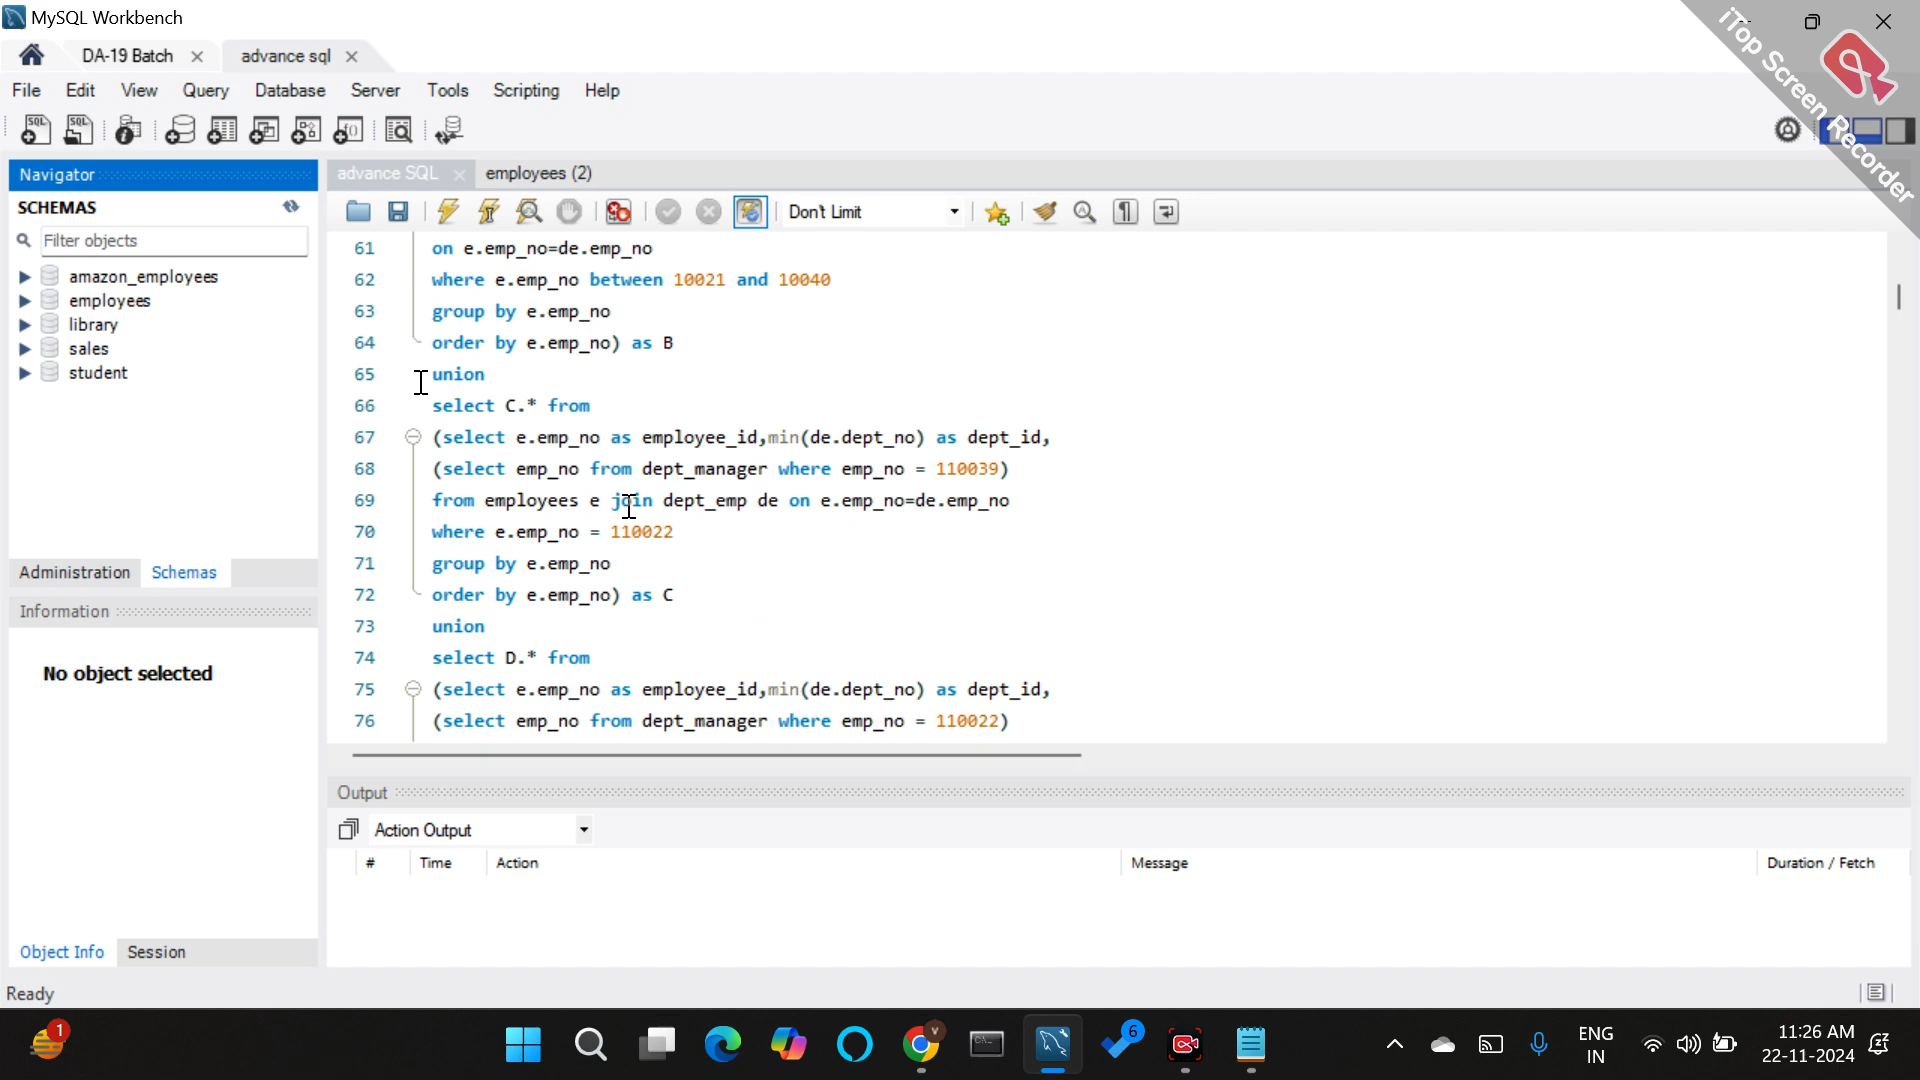 MySQL Workbench
iTop Screen Recorder
DA-19 Batch
advance sql
File Edit View Query Database Server Tools Scripting Help
Navigator
advance SQL
employees (2)
SCHEMAS
Don't Limit
Filter objects
amazon_employees
employees
library
sales
student
61 on e.emp_no=de.emp_no
62 where e.emp_no between 10021 and 10040
63 group by e.emp_no
64 order by e.emp_no) as B
65 union
66 select C.* from
67 (select e.emp_no as employee_id,min(de.dept_no) as dept_id,
68 (select emp_no from dept_manager where emp_no = 110039)
69 from employees e join dept_emp de on e.emp_no=de.emp_no
70 where e.emp_no = 110022
71 group by e.emp_no
72 order by e.emp_no) as C
73 union
74 select D.* from
75 (select e.emp_no as employee_id,min(de.dept_no) as dept_id,
76 (select emp_no from dept_manager where emp_no = 110022)
Administration Schemas
Information
No object selected
Object Info Session
Output
Action Output
# Time Action Message Duration / Fetch
Ready
1
6
ENG
IN
11:26 AM
22-11-2024